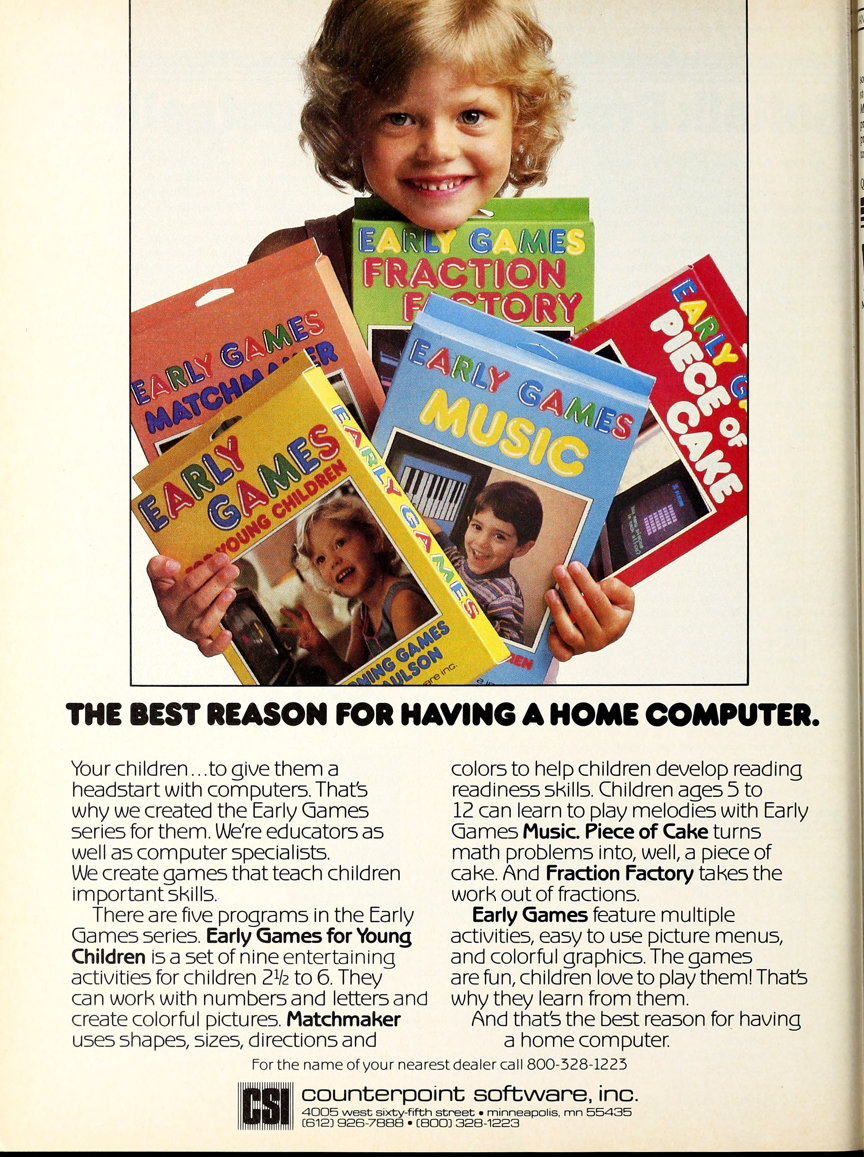 EARLY GAMES
FRACTION
FACTORY
EARLY GAMES
MATCHMAKER
EARLY GAMES
MUSIC
EARLY G
PIECE OF
CAKE
EARLY
GAMES
FOR YOUNG CHILDREN
EARLY GAMES
NING GAMES
AULSON
ware inc.
EN
THE BEST REASON FOR HAVING A HOME COMPUTER.
Your children...to give them a
headstart with computers. That's
why we created the Early Games
series for them. We're educators as
well as computer specialists.
We create games that teach children
important skills.
There are five programs in the Early
Games series. Early Games for Young
Children is a set of nine entertaining
activities for children 2½ to 6. They
can work with numbers and letters and
create colorful pictures. Matchmaker
uses shapes, sizes, directions and
colors to help children develop reading
readiness skills. Children ages 5 to
12 can learn to play melodies with Early
Games Music. Piece of Cake turns
math problems into, well, a piece of
cake. And Fraction Factory takes the
work out of fractions.
Early Games feature multiple
activities, easy to use picture menus,
and colorful graphics. The games
are fun, children love to play them! That's
why they learn from them.
And that's the best reason for having
a home computer.
For the name of your nearest dealer call 800-328-1223
CSI
counterpoint software, inc.
4005 west sixty-fifth street • minneapolis, mn 55435
(612) 926-7888 • (800) 328-1223